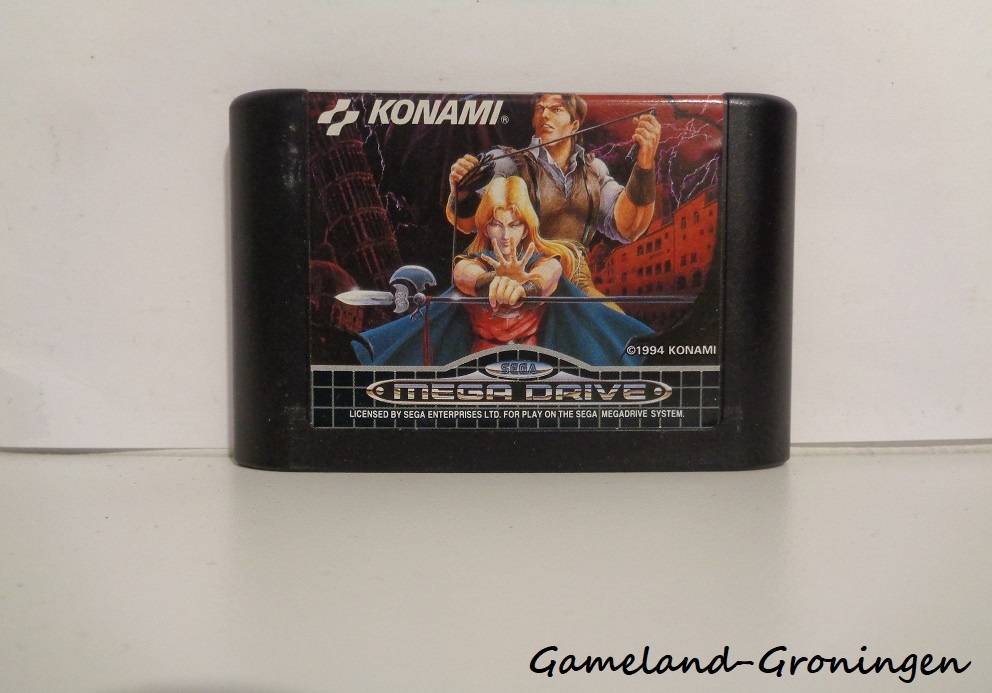 KONAMI®
©1994 KONAMI
SEGA
MEGA DRIVE
LICENSED BY SEGA ENTERPRISES LTD. FOR PLAY ON THE SEGA MEGADRIVE SYSTEM.
Gameland-Groningen